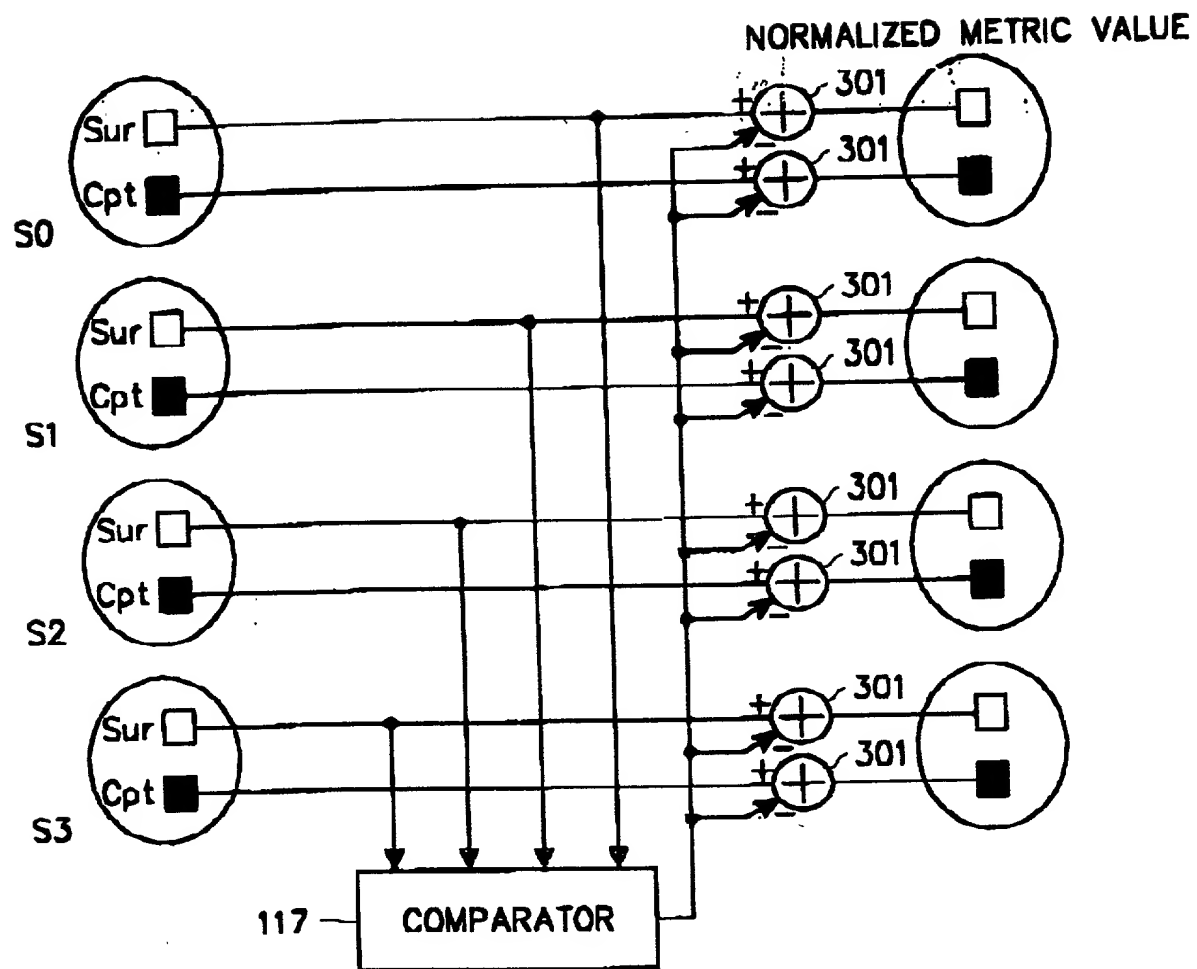 NORMALIZED METRIC VALUE
301
Sur
+
-
301
Cpt
+
-
S0
301
Sur
+
-
301
Cpt
+
-
S1
301
Sur
+
-
301
Cpt
+
-
S2
301
Sur
+
-
301
Cpt
+
-
S3
117
COMPARATOR